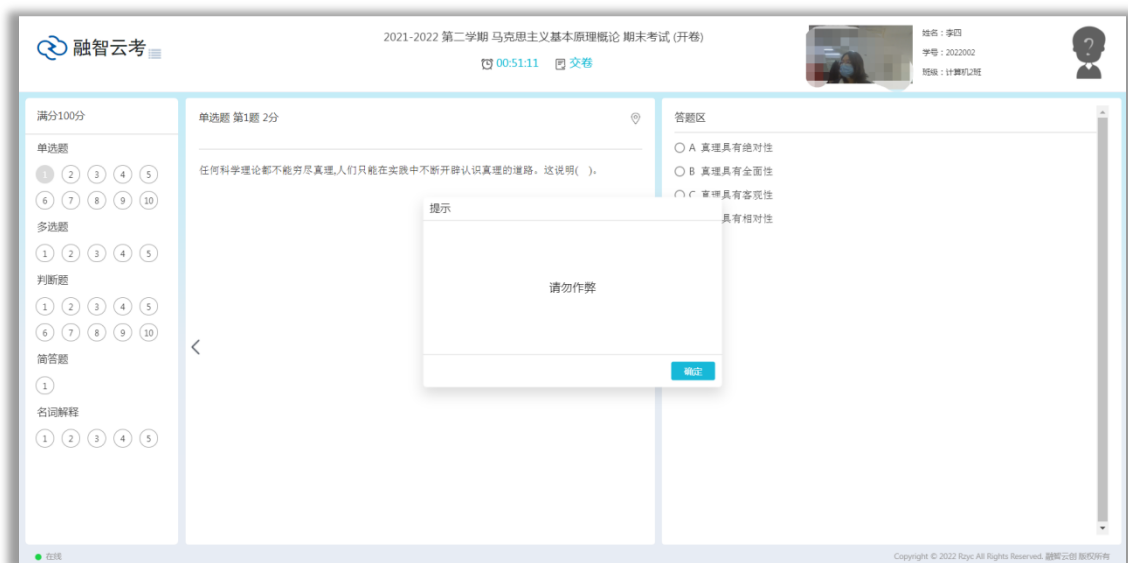 融智云考
2021-2022 第二学期 马克思主义基本原理概论 期末考试 (开卷)
00:51:11 交卷
姓名：李四
学号：2022002
班级：计算机2班
满分100分
单选题
1 2 3 4 5
6 7 8 9 10
多选题
1 2 3 4 5
判断题
1 2 3 4 5
6 7 8 9 10
简答题
1
名词解释
1 2 3 4 5
单选题 第1题 2分
任何科学理论都不能穷尽真理,人们只能在实践中不断开辟认识真理的道路。这说明( )。
答题区
A 真理具有绝对性
B 真理具有全面性
C 真理具有客观性
具有相对性
提示
请勿作弊
确定
在线
Copyright © 2022 Rzyc All Rights Reserved. 融智云创 版权所有